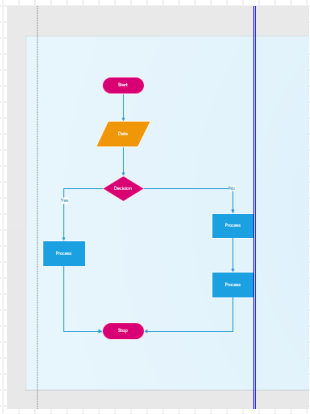 Start
Data
Decision
Yes
No
Process
Process
Process
Stop